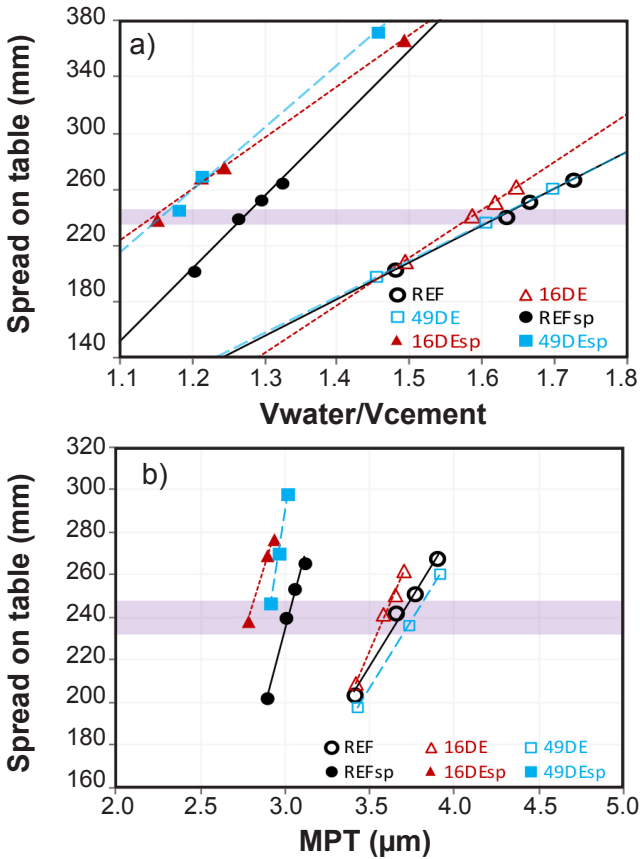 a)
Spread on table (mm)
380
340
300
260
220
180
140
1.1 1.2 1.3 1.4 1.5 1.6 1.7 1.8
Vwater/Vcement
REF 16DE
49DE REFsp
16DEsp 49DEsp
b)
Spread on table (mm)
320
300
280
260
240
220
200
180
160
2.0 2.5 3.0 3.5 4.0 4.5 5.0
MPT (µm)
REF 16DE 49DE
REFsp 16DEsp 49DEsp